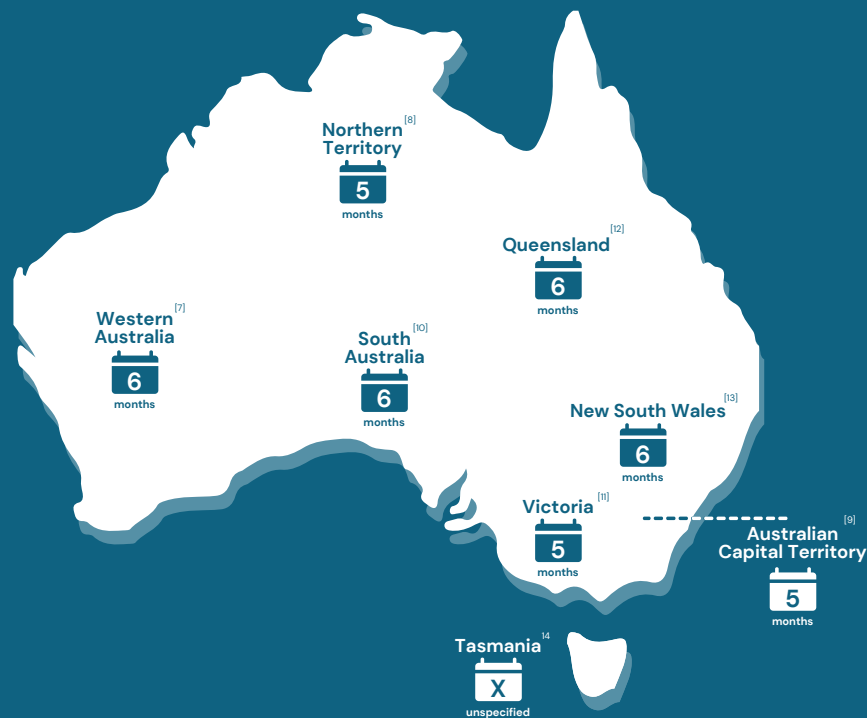 Northern [8]
Territory
5
months
Queensland [12]
6
months
Western [7]
Australia
6
months
South [10]
Australia
6
months
New South Wales [13]
6
months
Victoria [11]
5
months
Australian [9]
Capital Territory
5
months
Tasmania 14
X
unspecified